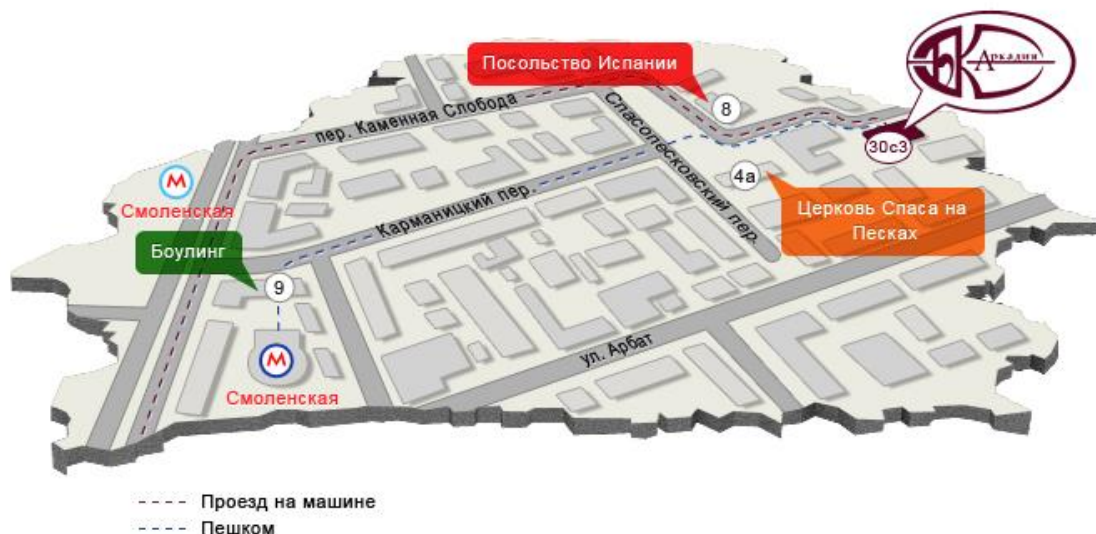 Посольство Испании
БК Аркадия
8
30с3
пер. Каменная Слобода
Спасопесковский пер.
4а
М
Смоленская
Карманицкий пер.
Церковь Спаса на
Песках
Боулинг
9
ул. Арбат
М
Смоленская
Проезд на машине
Пешком